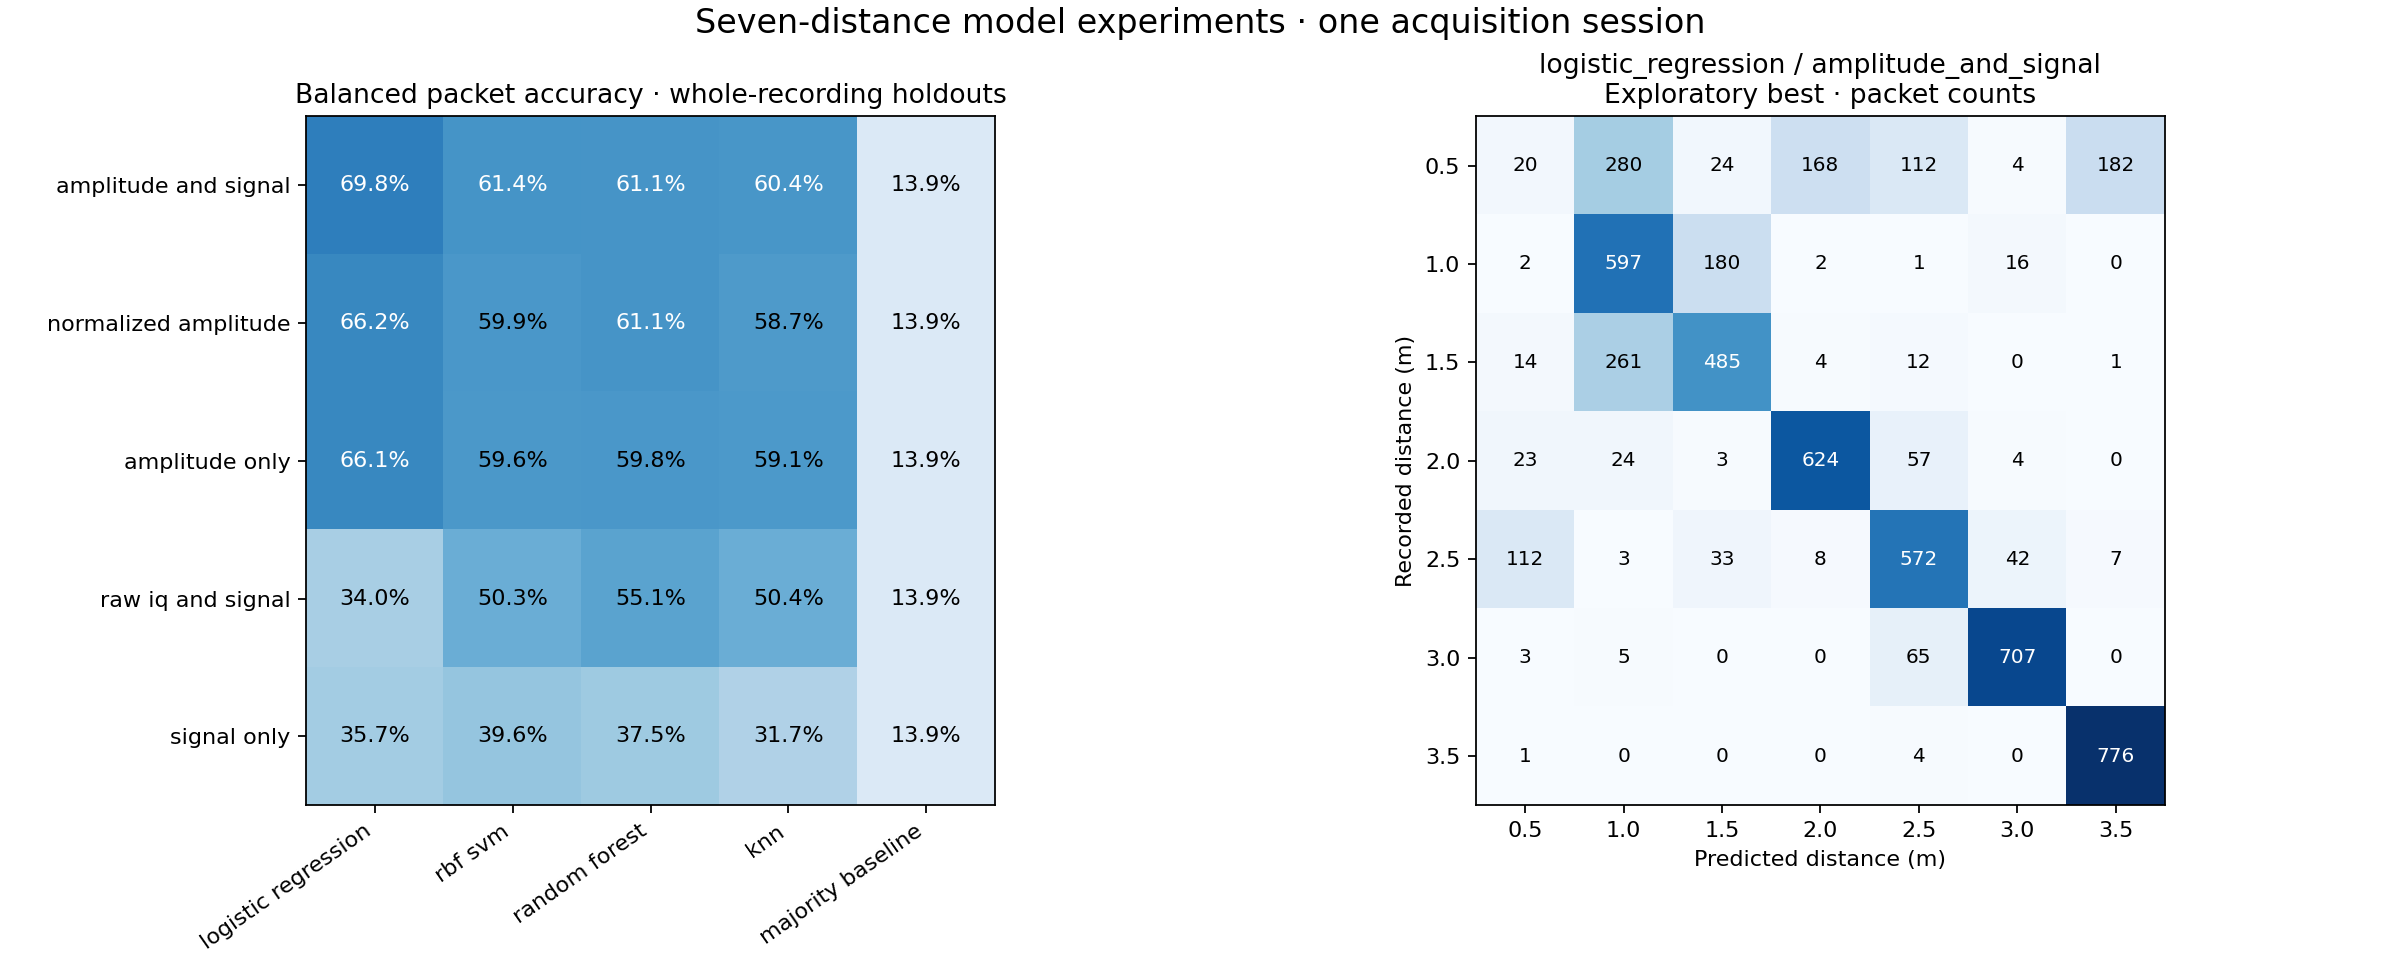 Seven-distance model experiments · one acquisition session
Balanced packet accuracy · whole-recording holdouts
amplitude and signal 69.8% 61.4% 61.1% 60.4% 13.9%
normalized amplitude 66.2% 59.9% 61.1% 58.7% 13.9%
amplitude only 66.1% 59.6% 59.8% 59.1% 13.9%
raw iq and signal 34.0% 50.3% 55.1% 50.4% 13.9%
signal only 35.7% 39.6% 37.5% 31.7% 13.9%
logistic regression
rbf svm
random forest
knn
majority baseline
logistic_regression / amplitude_and_signal
Exploratory best · packet counts
Recorded distance (m)
0.5 20 280 24 168 112 4 182
1.0 2 597 180 2 1 16 0
1.5 14 261 485 4 12 0 1
2.0 23 24 3 624 57 4 0
2.5 112 3 33 8 572 42 7
3.0 3 5 0 0 65 707 0
3.5 1 0 0 0 4 0 776
0.5 1.0 1.5 2.0 2.5 3.0 3.5
Predicted distance (m)